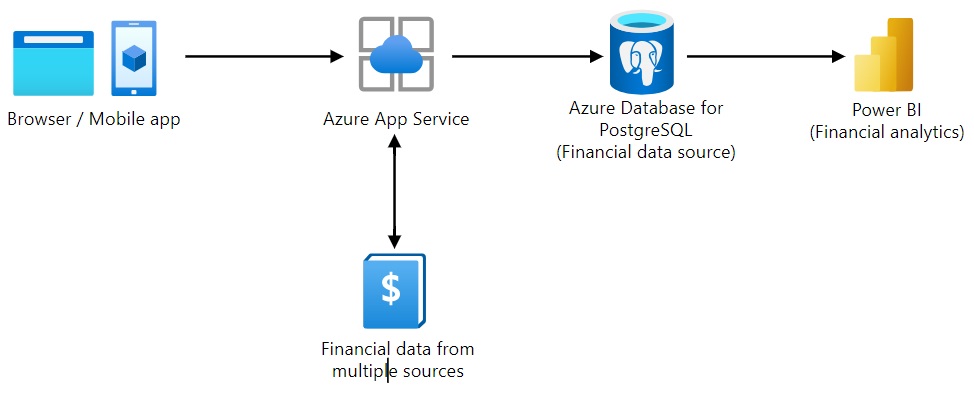 Browser / Mobile app
Azure App Service
Azure Database for
PostgreSQL
(Financial data source)
Power BI
(Financial analytics)
$
Financial data from
multiple sources